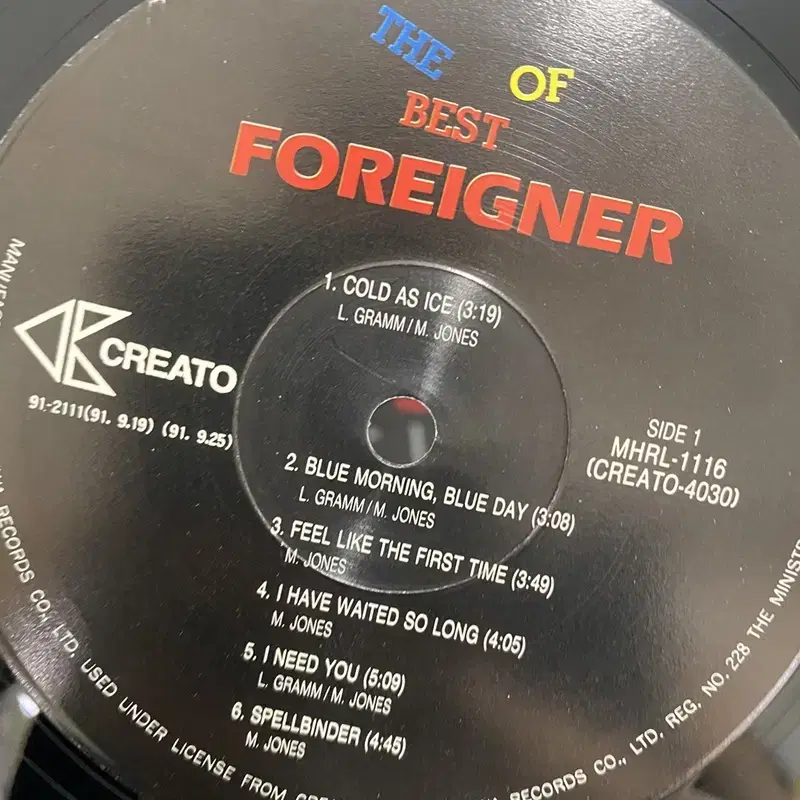 THE
BEST
OF
FOREIGNER
1. COLD AS ICE (3:19)
L. GRAMM / M. JONES
CREATO
91-2111(91. 9.19) (91. 9.25)
SIDE 1
MHRL-1116
(CREATO-4030)
2. BLUE MORNING, BLUE DAY (3:08)
L. GRAMM / M. JONES
3. FEEL LIKE THE FIRST TIME (3:49)
M. JONES
4. I HAVE WAITED SO LONG (4:05)
M. JONES
5. I NEED YOU (5:09)
L. GRAMM / M. JONES
6. SPELLBINDER (4:45)
M. JONES
RECORDS CO., LTD. USED UNDER LICENSE FROM
RECORDS CO., LTD. REG. NO. 228 THE